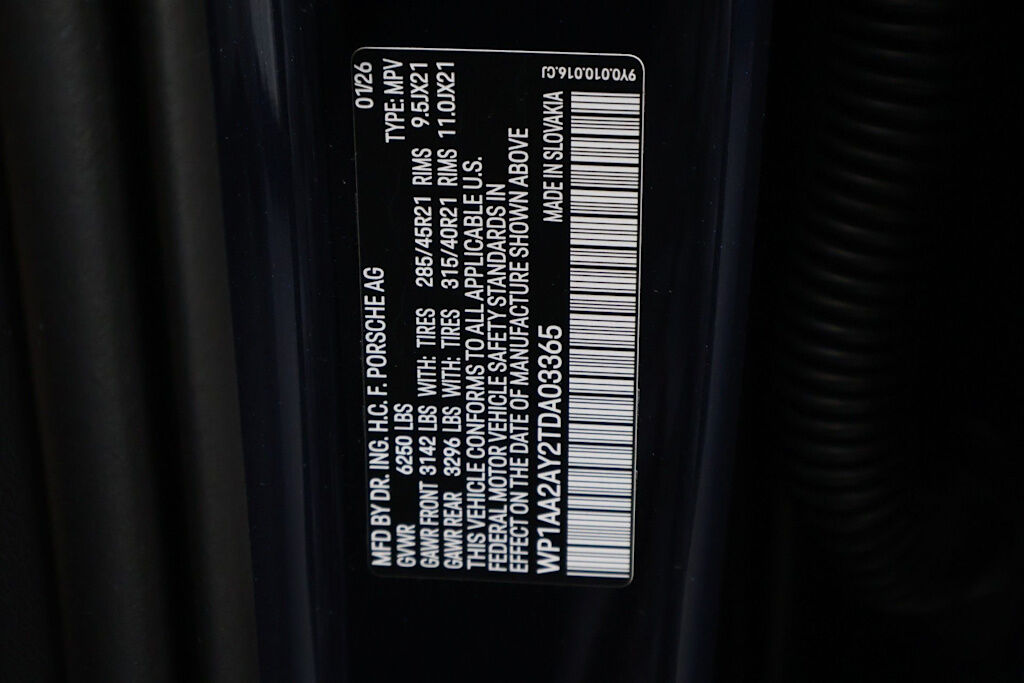 MFD BY DR. ING. H.C. F. PORSCHE AG 01/26
GVWR 6250 LBS TYPE: MPV
GAWR FRONT 3142 LBS WITH: TIRES 285/45R21 RIMS 9.5JX21
GAWR REAR 3296 LBS WITH: TIRES 315/40R21 RIMS 11.0JX21
THIS VEHICLE CONFORMS TO ALL APPLICABLE U.S.
FEDERAL MOTOR VEHICLE SAFETY STANDARDS IN
EFFECT ON THE DATE OF MANUFACTURE SHOWN ABOVE
WP1AA2AY2TDA03365 MADE IN SLOVAKIA
9Y0.010.016.CJ